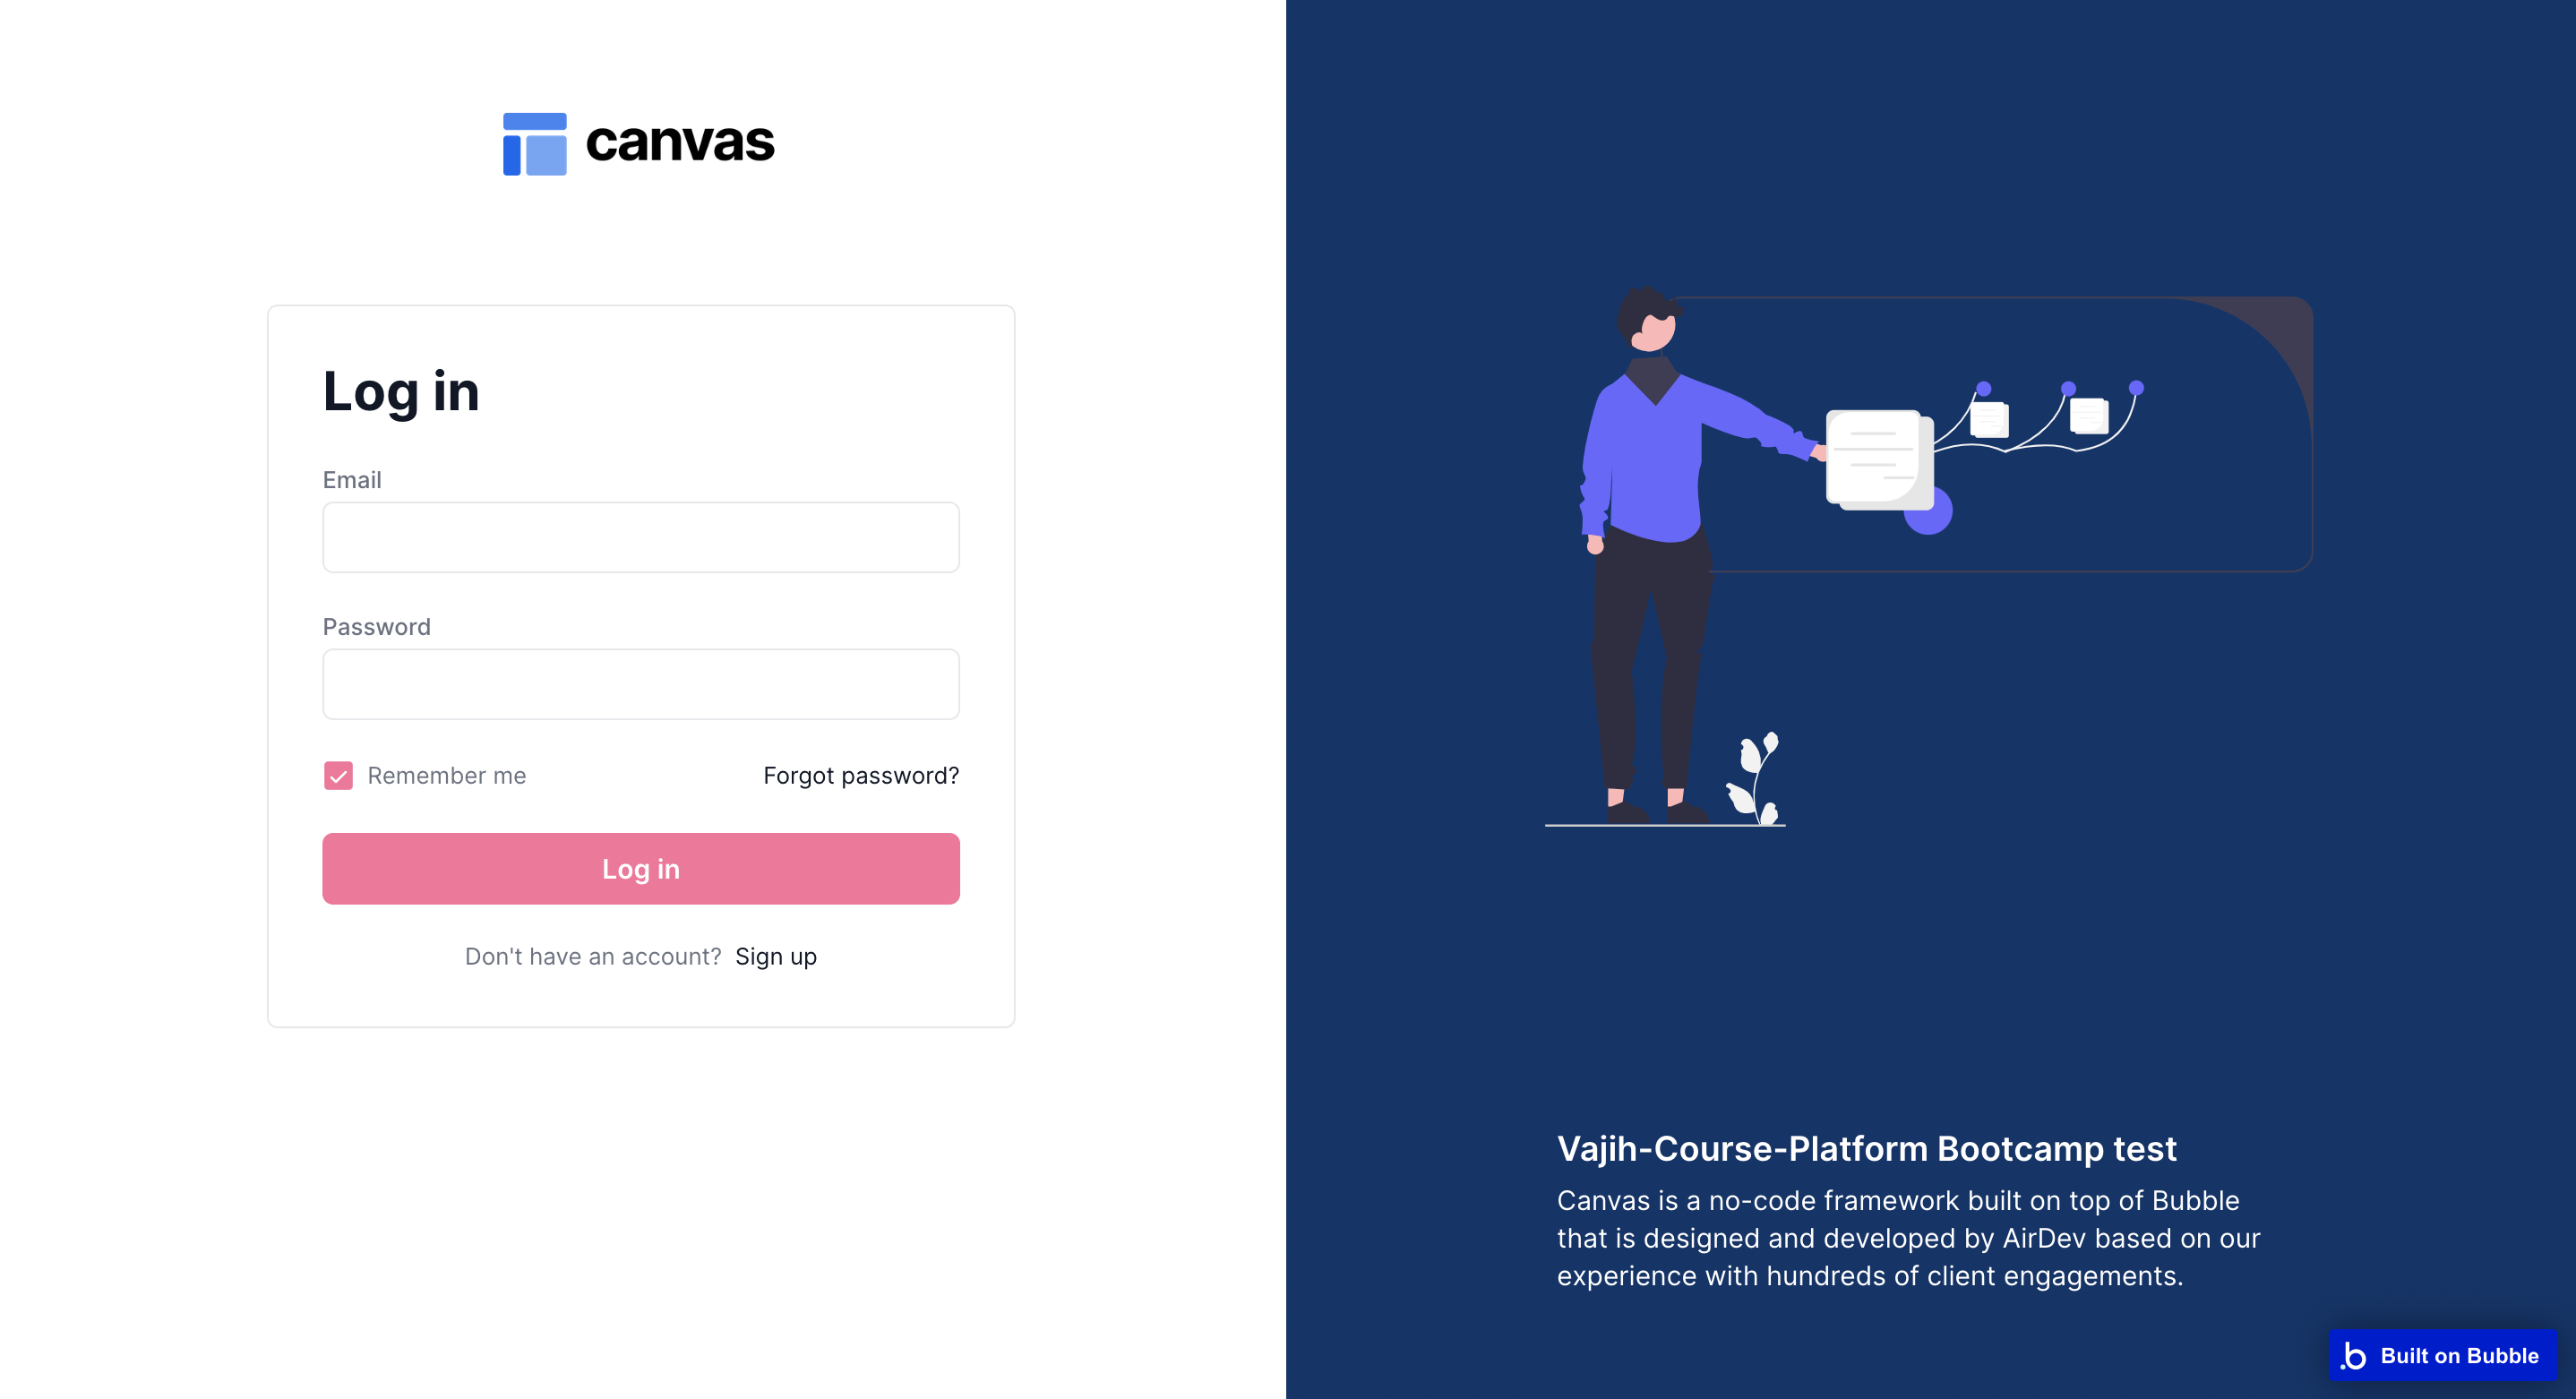 canvas
Log in
Email
Password
Remember me
Forgot password?
Log in
Don't have an account? Sign up
Vajih-Course-Platform Bootcamp test
Canvas is a no-code framework built on top of Bubble
that is designed and developed by AirDev based on our
experience with hundreds of client engagements.
.b Built on Bubble